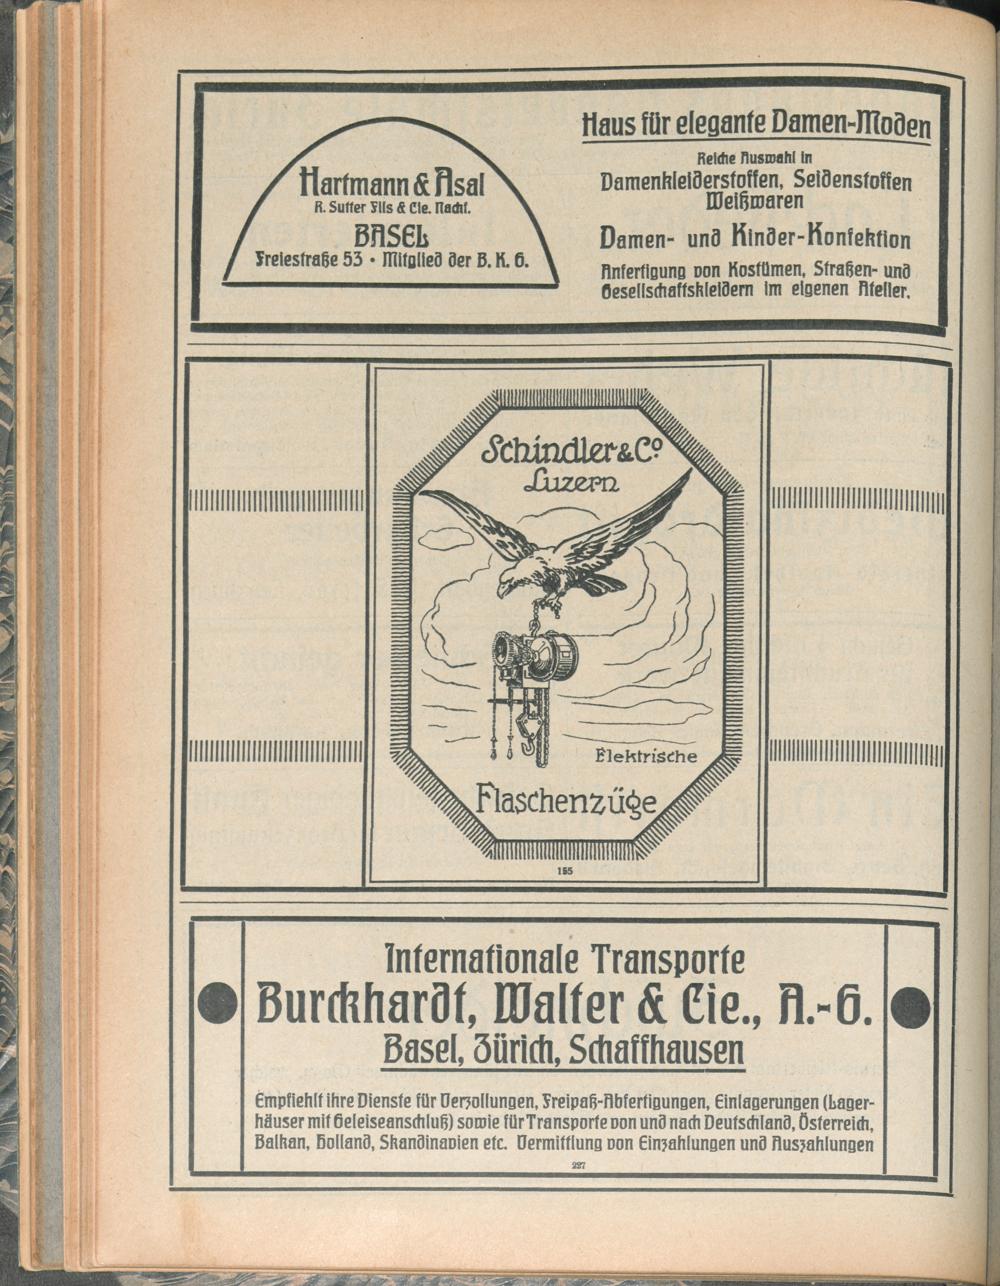 Hartmann & Asal
R. Sutter Fils & Cie. Nachf.
BASEL
Freiestraße 53 • Mitglied der B. K. G.
Haus für elegante Damen-Moden
Reiche Auswahl in
Damenkleiderstoffen, Seidenstoffen
Weißwaren
Damen- und Kinder-Konfektion
Anfertigung von Kostümen, Straßen- und
Gesellschaftskleidern im eigenen Atelier.
Schindler & Co
Luzern
Elektrische
Flaschenzüge
155
Internationale Transporte
Burckhardt, Walter & Cie., A.-G.
Basel, Zürich, Schaffhausen
Empfiehlt ihre Dienste für Verzollungen, Freipaß-Abfertigungen, Einlagerungen (Lager-
häuser mit Geleiseanschluß) sowie für Transporte von und nach Deutschland, Österreich,
Balkan, Holland, Skandinavien etc. Vermittlung von Einzahlungen und Auszahlungen
227